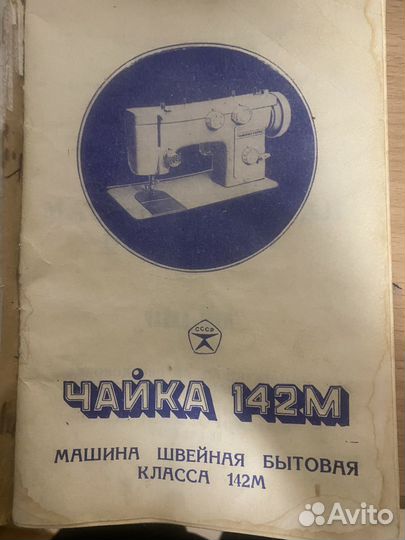 СССР
ЧАЙКА 142М
МАШИНА ШВЕЙНАЯ БЫТОВАЯ
КЛАССА 142М
Avito